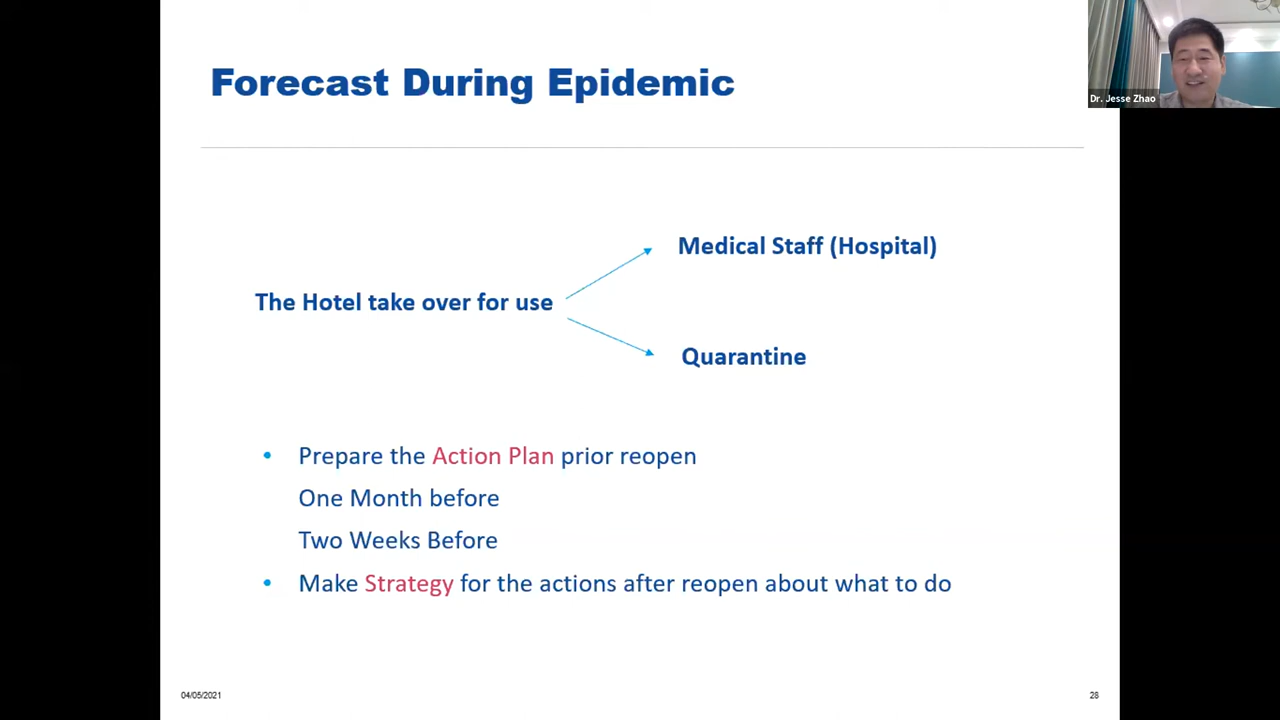 Forecast During Epidemic
Dr. Jesse Zhao
Medical Staff (Hospital)
The Hotel take over for use
Quarantine
• Prepare the Action Plan prior reopen
One Month before
Two Weeks Before
• Make Strategy for the actions after reopen about what to do
04/05/2021
28